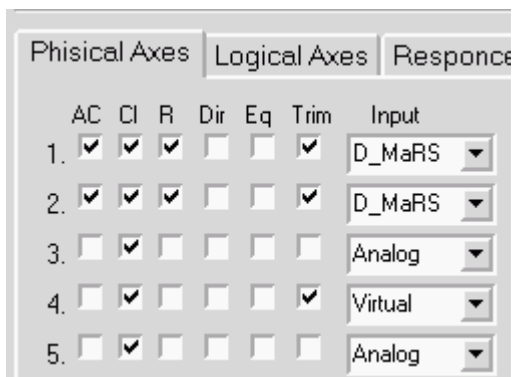 Phisical Axes Logical Axes Responce
AC Cl R Dir Eq Trim Input
1. D_MaRS
2. D_MaRS
3. Analog
4. Virtual
5. Analog